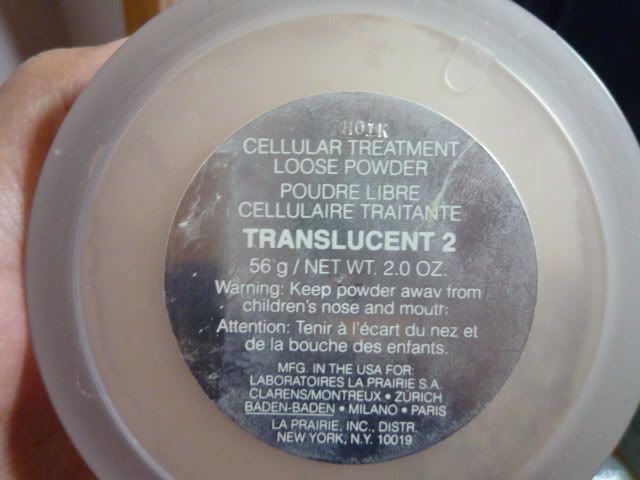 H01K
CELLULAR TREATMENT
LOOSE POWDER
POUDRE LIBRE
CELLULAIRE TRAITANTE
TRANSLUCENT 2
56 g / NET WT. 2.0 OZ.
Warning: Keep powder away from
children's nose and mouth
Attention: Tenir à l'écart du nez et
de la bouche des enfants.
MFG. IN THE USA FOR:
LABORATOIRES LA PRAIRIE S.A.
CLARENS/MONTREUX • ZÜRICH
BADEN-BADEN • MILANO • PARIS
LA PRAIRIE, INC., DISTR.
NEW YORK, N.Y. 10019